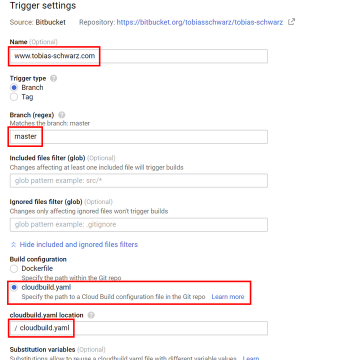 Trigger settings
Source: Bitbucket Repository: https://bitbucket.org/tobiasschwarz/tobias-schwarz
Name (Optional)
www.tobias-schwarz.com
Trigger type
Branch
Tag
Branch (regex)
Matches the branch: master
master
Included files filter (glob) (Optional)
Changes affecting at least one included file will trigger builds
glob pattern example: src/*
Ignored files filter (glob) (Optional)
Changes only affecting ignored files won't trigger builds
glob pattern example: .gitignore
Hide included and ignored files filters
Build configuration
Dockerfile
Specify the path within the Git repo
cloudbuild.yaml
Specify the path to a Cloud Build configuration file in the Git repo Learn more
cloudbuild.yaml location
/ cloudbuild.yaml
Substitution variables (Optional)
Substitutions allow to re-use a cloudbuild.yaml file with different variable values. Learn